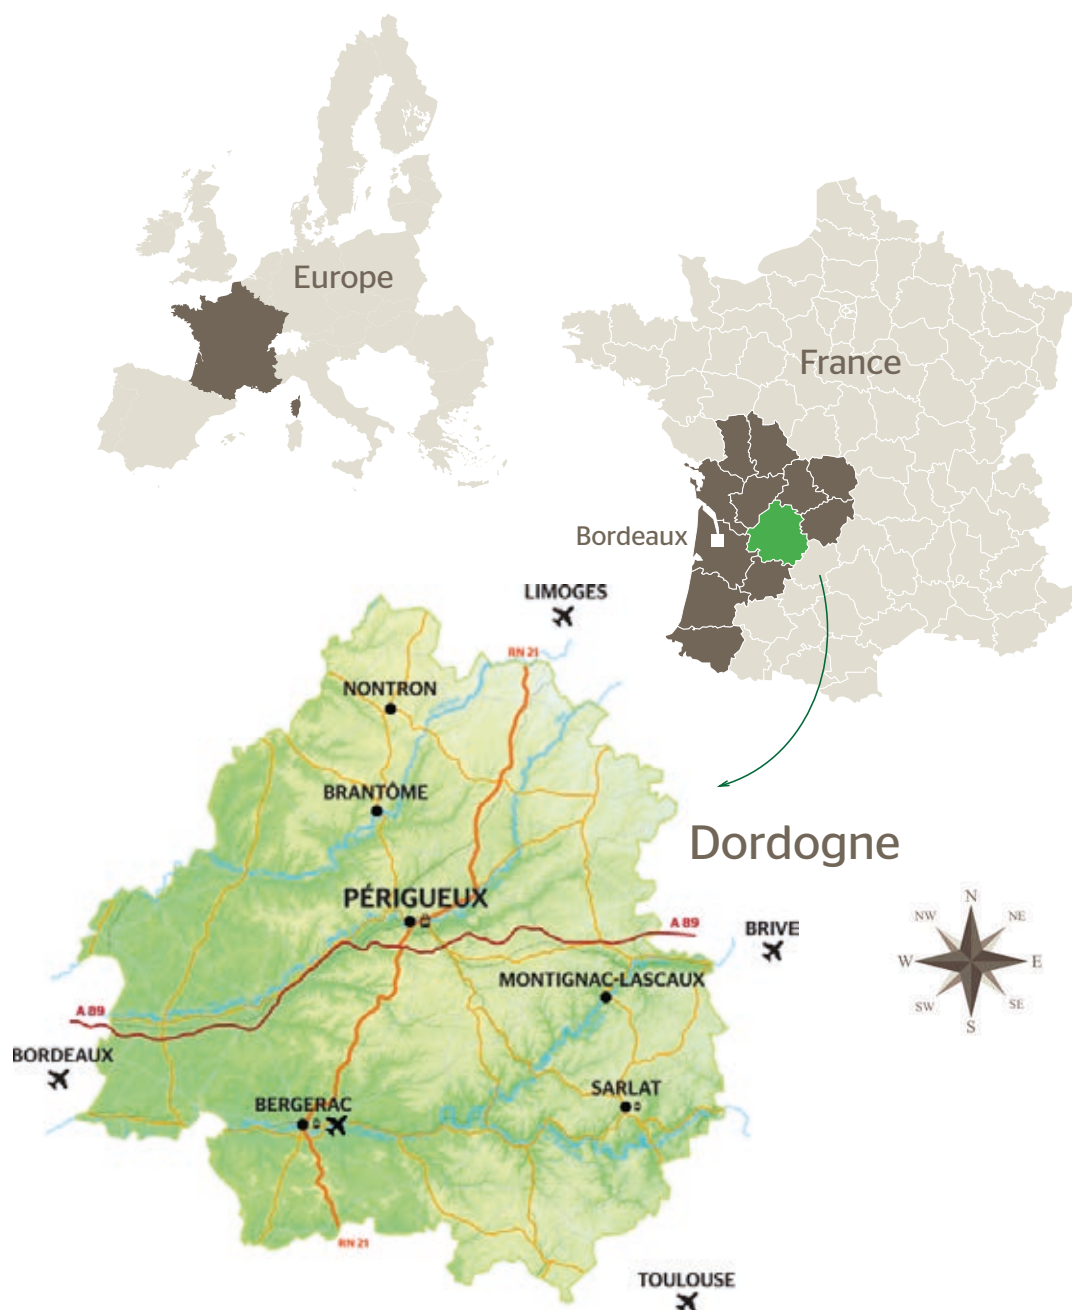 Europe
France
Bordeaux
LIMOGES
RN 21
NONTRON
BRANTÔME
Dordogne
PÉRIGUEUX
A 89
BRIVE
MONTIGNAC-LASCAUX
A 89
BORDEAUX
SARLAT
BERGERAC
RN 21
TOULOUSE
N
NW
NE
W
E
SW
SE
S